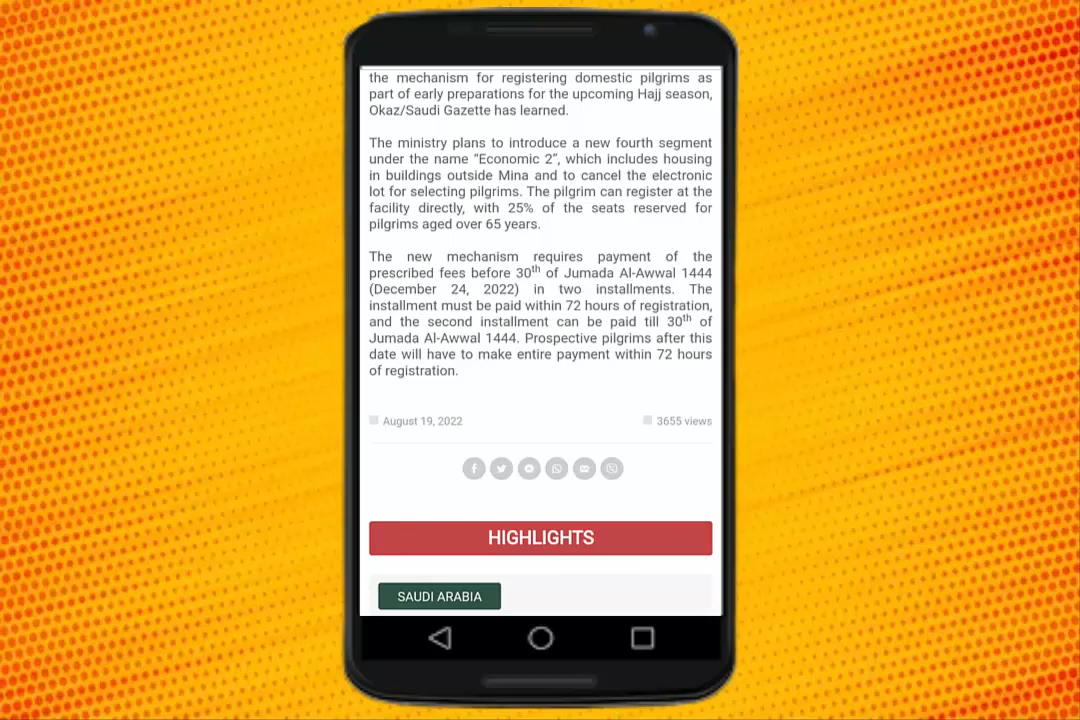 the mechanism for registering domestic pilgrims as
part of early preparations for the upcoming Hajj season,
Okaz/Saudi Gazette has learned.
The ministry plans to introduce a new fourth segment
under the name “Economic 2”, which includes housing
in buildings outside Mina and to cancel the electronic
lot for selecting pilgrims. The pilgrim can register at the
facility directly, with 25% of the seats reserved for
pilgrims aged over 65 years.
The new mechanism requires payment of the
prescribed fees before 30th of Jumada Al-Awwal 1444
(December 24, 2022) in two installments. The
installment must be paid within 72 hours of registration,
and the second installment can be paid till 30th of
Jumada Al-Awwal 1444. Prospective pilgrims after this
date will have to make entire payment within 72 hours
of registration.
August 19, 2022 3655 views
HIGHLIGHTS
SAUDI ARABIA